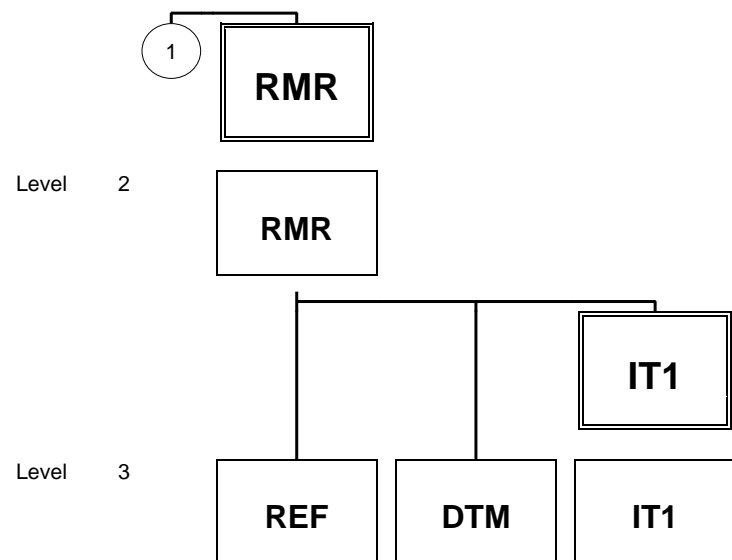 1
RMR
Level 2
RMR
IT1
Level 3
REF DTM IT1